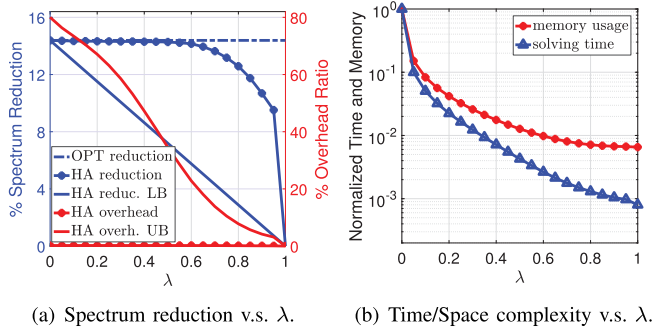 % Spectrum Reduction
16
12
8
4
0
OPT reduction
HA reduction
HA reduc. LB
HA overhead
HA overh. UB
80
60
40
20
0
% Overhead Ratio
0 0.2 0.4 0.6 0.8 1
λ
(a) Spectrum reduction v.s. λ.
Normalized Time and Memory
10^0
10^-1
10^-2
10^-3
memory usage
solving time
0 0.2 0.4 0.6 0.8 1
λ
(b) Time/Space complexity v.s. λ.